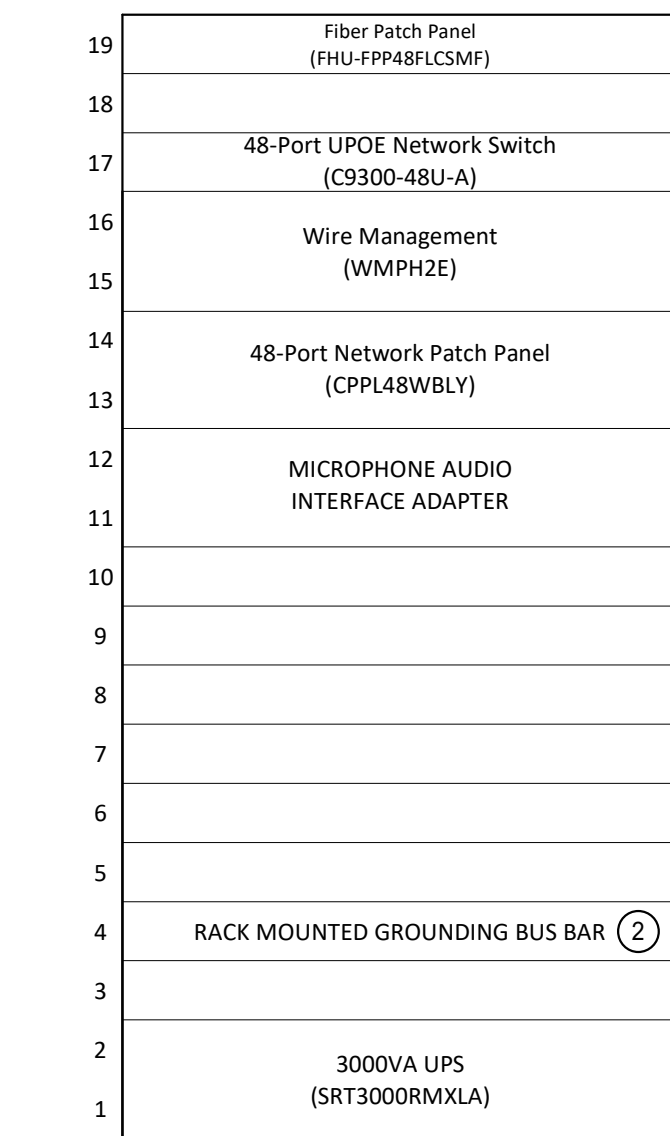 19
Fiber Patch Panel
(FHU-FPP48FLCSMF)
18
17
48-Port UPOE Network Switch
(C9300-48U-A)
16
Wire Management
(WMPH2E)
15
14
48-Port Network Patch Panel
(CPPL48WBLY)
13
12
MICROPHONE AUDIO
INTERFACE ADAPTER
11
10
9
8
7
6
5
4
RACK MOUNTED GROUNDING BUS BAR 2
3
2
3000VA UPS
(SRT3000RMXLA)
1